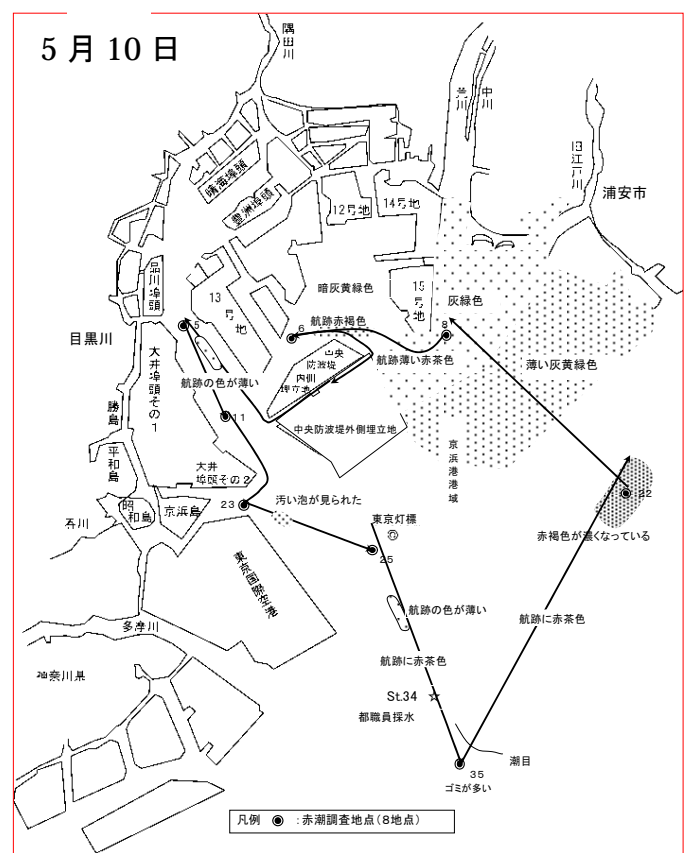 5 月 10 日
隅田川
荒川
中川
旧江戸川
浦安市
晴海埠頭
豊洲埠頭
12号地
14号地
品川埠頭
13号地
暗灰黄緑色
15号地
灰緑色
5
6
航跡赤褐色
8
目黒川
中央防波堤内側埋立地
航跡薄い赤茶色
薄い灰黄緑色
大井埠頭その1
航跡の色が薄い
11
中央防波堤外側埋立地
勝島
京浜港港域
平和島
大井埠頭その2
22
昭和島
京浜島
23
汚い泡が見られた
東京灯標
赤褐色が濃くなっている
25
東京国際空港
航跡の色が薄い
航跡に赤茶色
多摩川
航跡に赤茶色
神奈川県
St.34
都職員採水
潮目
35
ゴミが多い
凡例 ◉ :赤潮調査地点(8地点)